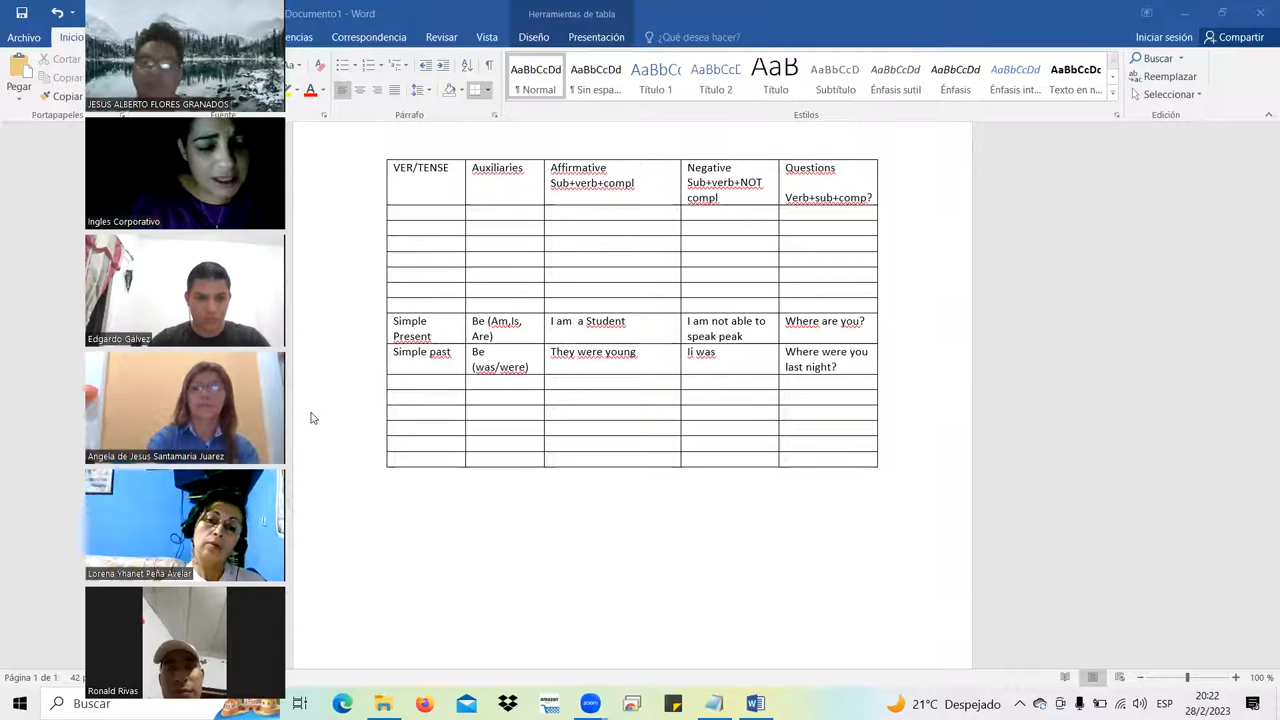 Document1 - Word
Herramientas de tabla
Archivo
Inicio
encias
Correspondencia
Revisar
Vista
Diseño
Presentación
¿Qué desea hacer?
Iniciar sesión
Compartir
Pegar
Cortar
Copiar
Portapapeles
Fuente
Párrafo
Estilos
Edición
AaBbCcDd
AaBbCcDd
AaBbC
AaBbCcD
AaB
AaBbCcD
AaBbCcDd
AaBbCcDd
AaBbCcDd
AaBbCcDc
¶ Normal
¶ Sin espa...
Título 1
Título 2
Título
Subtítulo
Énfasis sutil
Énfasis
Énfasis int...
Texto en n...
Buscar
Reemplazar
Seleccionar
JESUS ALBERTO FLORES GRANADOS
Ingles Corporativo
Edgardo Gálvez
Angela de Jesus Santamaria Juarez
Lorena Yhanet Peña Avelar
Ronald Rivas
VER/TENSE
Auxiliaries
Affirmative
Sub+verb+compl
Negative
Sub+verb+NOT
compl
Questions
Verb+sub+comp?
Simple
Present
Be (Am,Is,
Are)
I am a Student
I am not able to
speak peak
Where are you?
Simple past
Be
(was/were)
They were young
Ii was
Where were you
last night?
Página 1 de 1
42 p
100 %
Buscar
amazon
zoom
21°C Despejado
ESP
20:22
28/2/2023